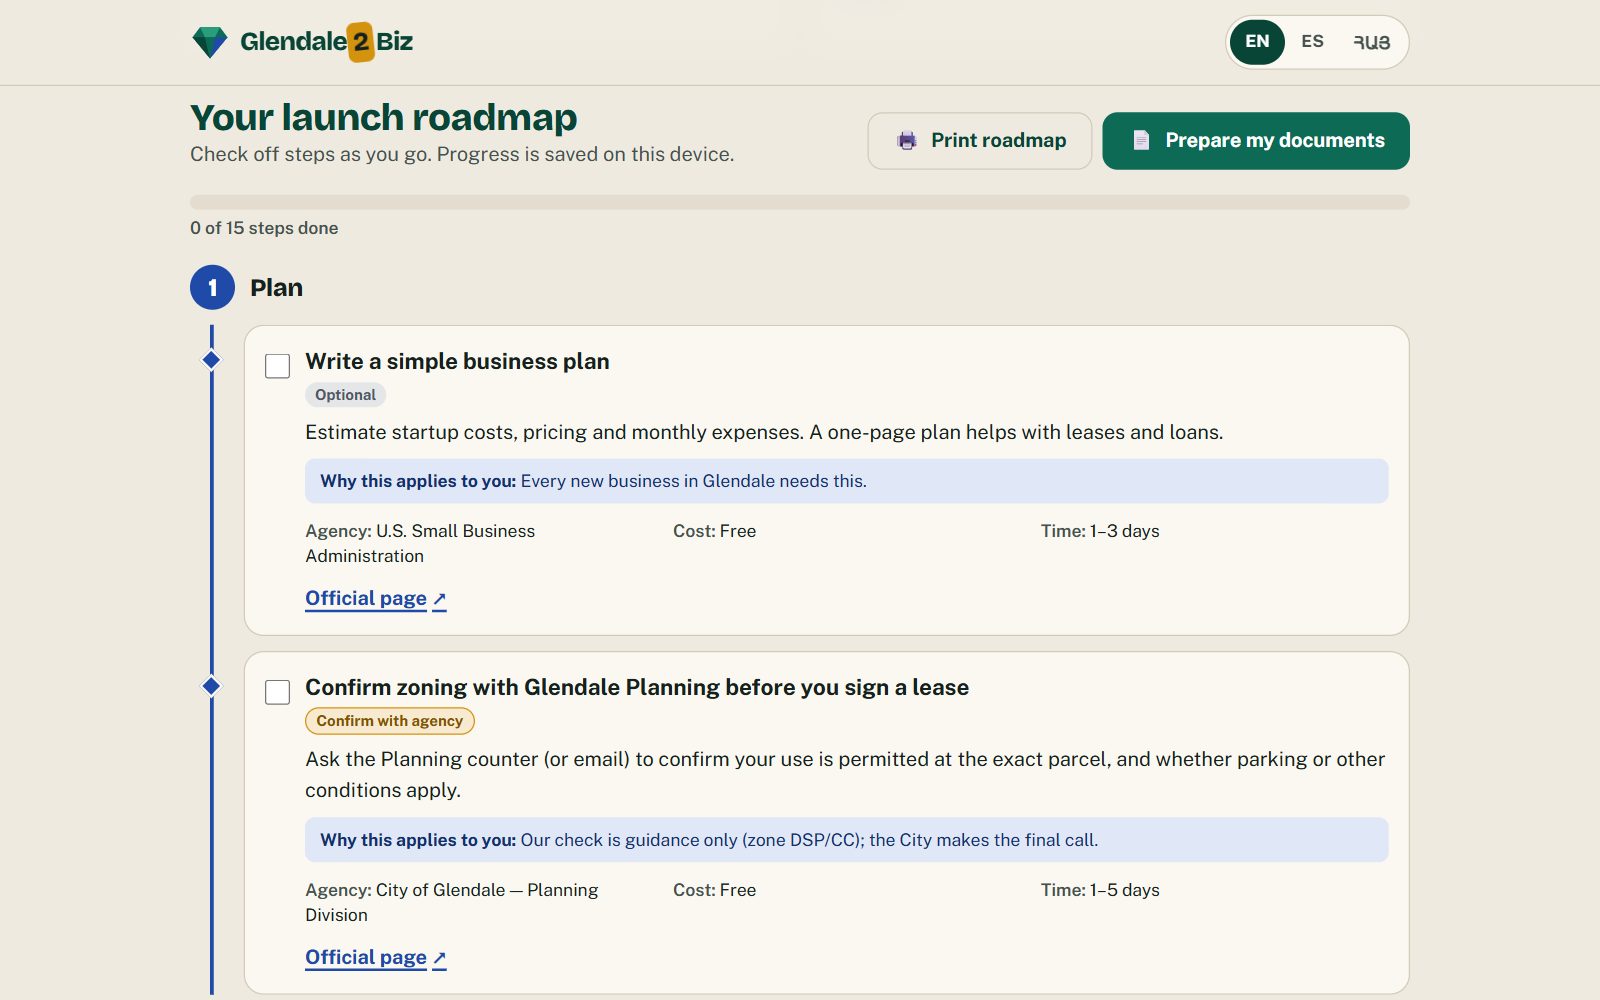 Glendale 2 Biz
EN ES ՀԱՅ
Your launch roadmap
Check off steps as you go. Progress is saved on this device.
Print roadmap
Prepare my documents
0 of 15 steps done
1 Plan
Write a simple business plan
Optional
Estimate startup costs, pricing and monthly expenses. A one-page plan helps with leases and loans.
Why this applies to you: Every new business in Glendale needs this.
Agency: U.S. Small Business
Administration
Cost: Free
Time: 1–3 days
Official page ↗
Confirm zoning with Glendale Planning before you sign a lease
Confirm with agency
Ask the Planning counter (or email) to confirm your use is permitted at the exact parcel, and whether parking or other
conditions apply.
Why this applies to you: Our check is guidance only (zone DSP/CC); the City makes the final call.
Agency: City of Glendale — Planning
Division
Cost: Free
Time: 1–5 days
Official page ↗